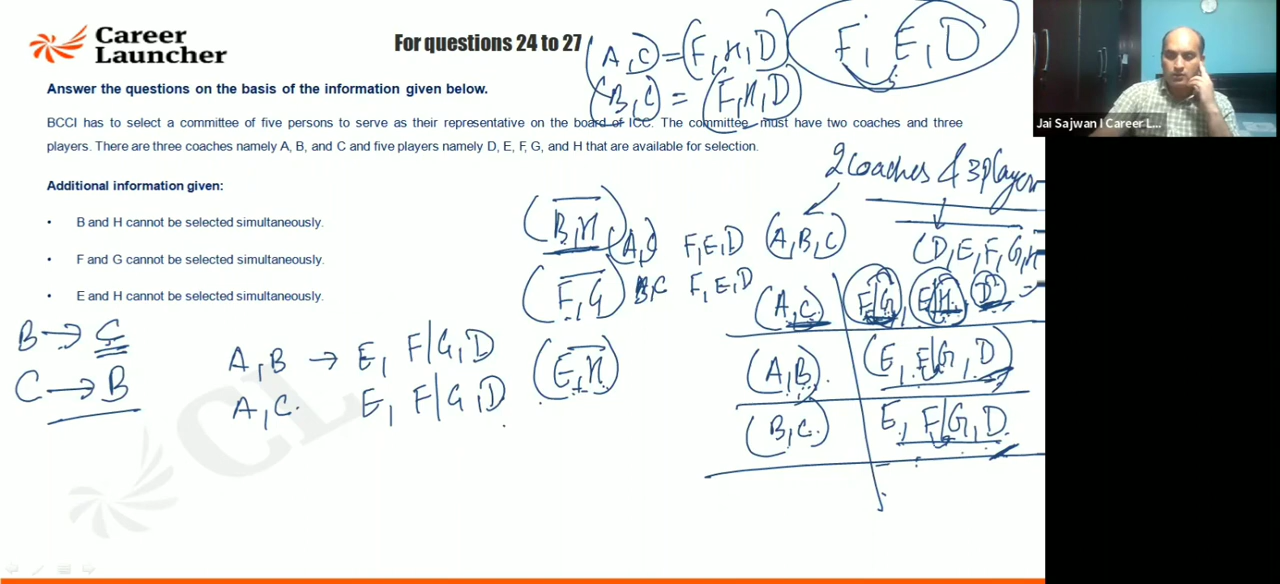 Career
Launcher
For questions 24 to 27
(A,C) = (F,H,D)
(B,C) = (F,H,D)
F, E, D
Jai Sajwan I Career L...
Answer the questions on the basis of the information given below.
BCCI has to select a committee of five persons to serve as their representative on the board of ICC. The committee must have two coaches and three
players. There are three coaches namely A, B, and C and five players namely D, E, F, G, and H that are available for selection.
2 coaches & 3 players
Additional information given:
• B and H cannot be selected simultaneously.
• F and G cannot be selected simultaneously.
• E and H cannot be selected simultaneously.
(B,H)
(F,G)
(E,H)
(A,C) F,E,D
B,C F,E,D
(A,B,C)
(D,E,F,G,H
(A,C) F/G, E/H, D
(A,B) (E, F/G, D)
(B,C) E, F/G, D
B → C
C → B
A,B → E, F/G,D
A,C. E, F/G,D
CL